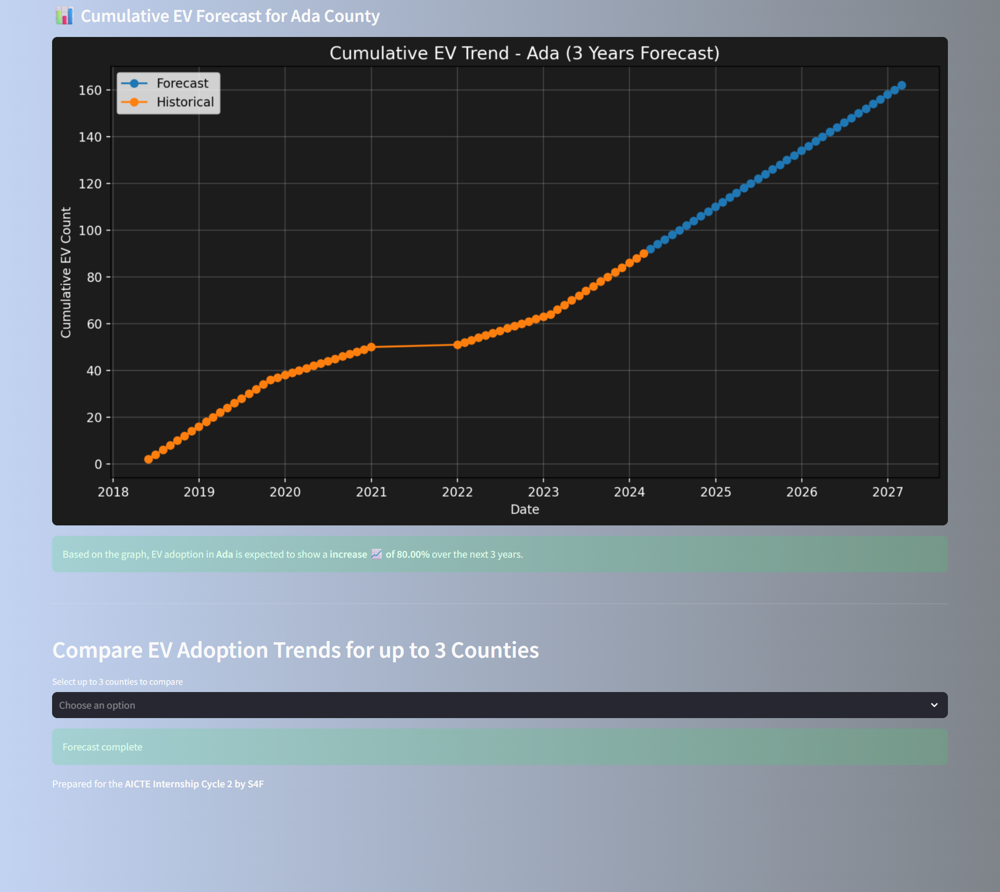 📊 Cumulative EV Forecast for Ada County
Cumulative EV Trend - Ada (3 Years Forecast)
Forecast
Historical
160
140
120
100
80
60
40
20
0
Cumulative EV Count
2018 2019 2020 2021 2022 2023 2024 2025 2026 2027
Date
Based on the graph, EV adoption in Ada is expected to show a increase 📈 of 80.00% over the next 3 years.
Compare EV Adoption Trends for up to 3 Counties
Select up to 3 counties to compare
Choose an option
Forecast complete
Prepared for the AICTE Internship Cycle 2 by S4F